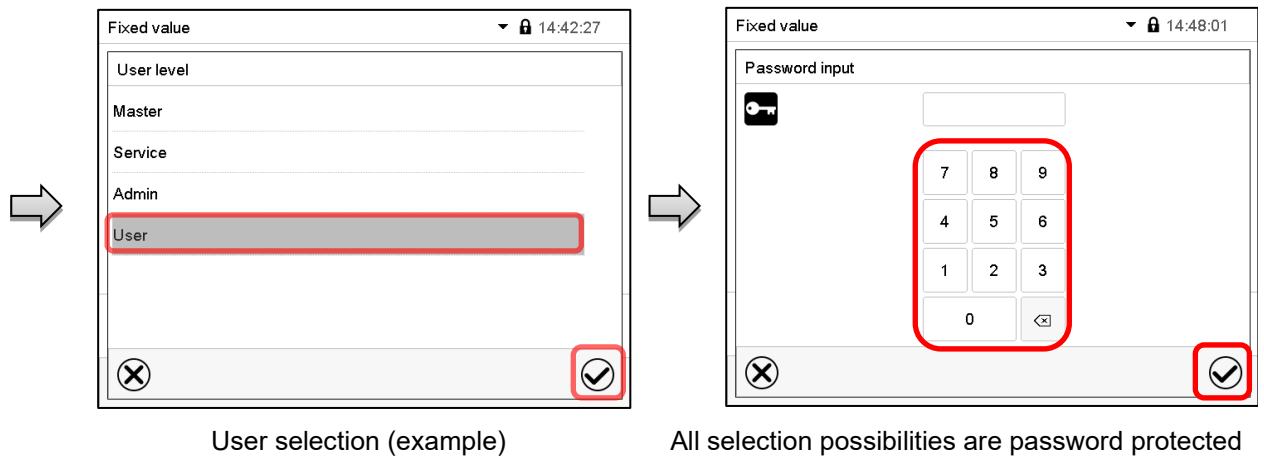 Fixed value 14:42:27
User level
Master
Service
Admin
User
User selection (example)
Fixed value 14:48:01
Password input
7 8 9
4 5 6
1 2 3
0
All selection possibilities are password protected